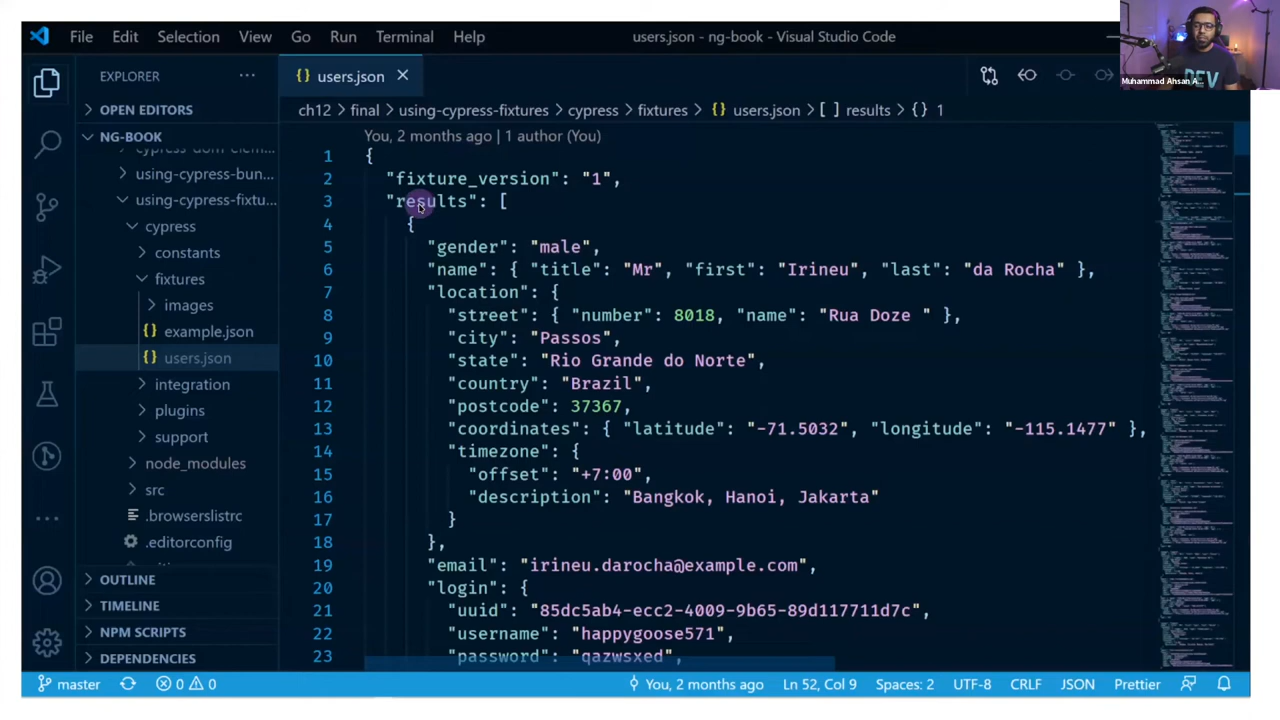 File Edit Selection View Go Run Terminal Help
users.json - ng-book - Visual Studio Code
DEV
Muhammad Ahsan A...
EXPLORER
OPEN EDITORS
NG-BOOK
using-cypress-bun...
using-cypress-fixtu...
cypress
constants
fixtures
images
example.json
users.json
integration
plugins
support
node_modules
src
.browserslistrc
.editorconfig
OUTLINE
TIMELINE
NPM SCRIPTS
DEPENDENCIES
{} users.json
ch12 > final > using-cypress-fixtures > cypress > fixtures > {} users.json > [ ] results > {} 1
You, 2 months ago | 1 author (You)
1 {
2 "fixture_version": "1",
3 "results": [
4 {
5 "gender": "male",
6 "name": { "title": "Mr", "first": "Irineu", "last": "da Rocha" },
7 "location": {
8 "street": { "number": 8018, "name": "Rua Doze " },
9 "city": "Passos",
10 "state": "Rio Grande do Norte",
11 "country": "Brazil",
12 "postcode": 37367,
13 "coordinates": { "latitude": "-71.5032", "longitude": "-115.1477" },
14 "timezone": {
15 "offset": "+7:00",
16 "description": "Bangkok, Hanoi, Jakarta"
17 }
18 },
19 "email": "irineu.darocha@example.com",
20 "login": {
21 "uuid": "85dc5ab4-ecc2-4009-9b65-89d117711d7c",
22 "username": "happygoose571",
23 "password": "qazwsxed",
master 0 0 You, 2 months ago Ln 52, Col 9 Spaces: 2 UTF-8 CRLF JSON Prettier